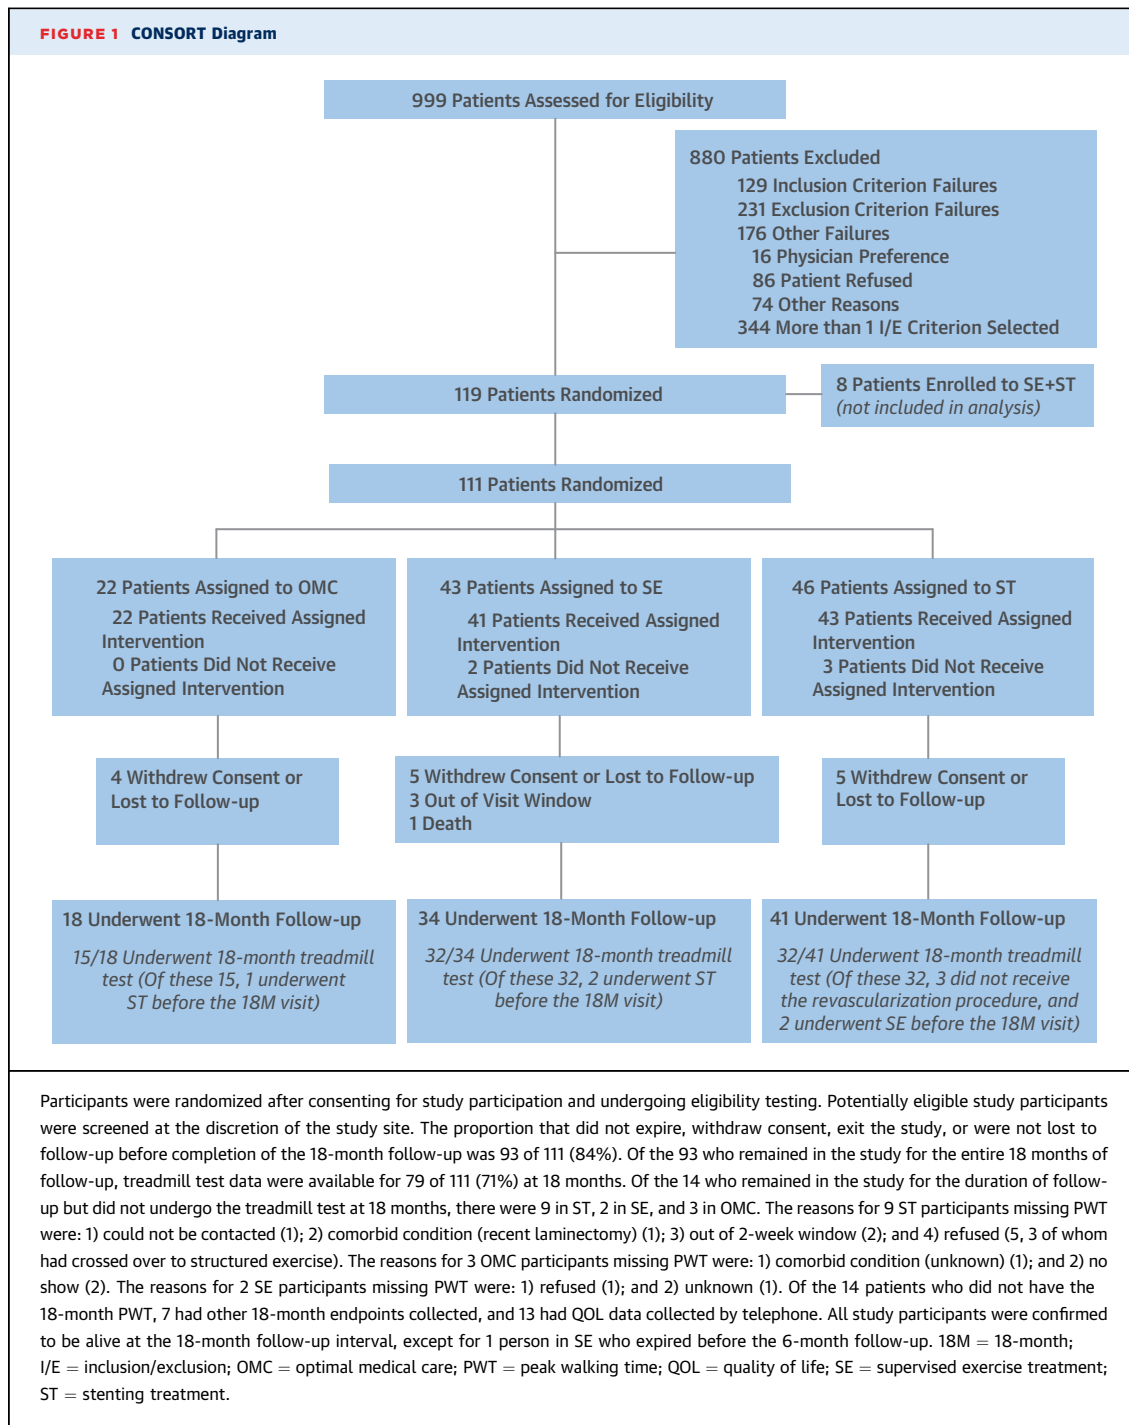 FIGURE 1 CONSORT Diagram
999 Patients Assessed for Eligibility
880 Patients Excluded
129 Inclusion Criterion Failures
231 Exclusion Criterion Failures
176 Other Failures
16 Physician Preference
86 Patient Refused
74 Other Reasons
344 More than 1 I/E Criterion Selected
119 Patients Randomized
8 Patients Enrolled to SE+ST
(not included in analysis)
111 Patients Randomized
22 Patients Assigned to OMC
22 Patients Received Assigned
Intervention
0 Patients Did Not Receive
Assigned Intervention
43 Patients Assigned to SE
41 Patients Received Assigned
Intervention
2 Patients Did Not Receive
Assigned Intervention
46 Patients Assigned to ST
43 Patients Received Assigned
Intervention
3 Patients Did Not Receive
Assigned Intervention
4 Withdrew Consent or
Lost to Follow-up
5 Withdrew Consent or Lost to Follow-up
3 Out of Visit Window
1 Death
5 Withdrew Consent or
Lost to Follow-up
18 Underwent 18-Month Follow-up
15/18 Underwent 18-month treadmill
test (Of these 15, 1 underwent
ST before the 18M visit)
34 Underwent 18-Month Follow-up
32/34 Underwent 18-month treadmill
test (Of these 32, 2 underwent ST
before the 18M visit)
41 Underwent 18-Month Follow-up
32/41 Underwent 18-month treadmill
test (Of these 32, 3 did not receive
the revascularization procedure, and
2 underwent SE before the 18M visit)
Participants were randomized after consenting for study participation and undergoing eligibility testing. Potentially eligible study participants
were screened at the discretion of the study site. The proportion that did not expire, withdraw consent, exit the study, or were not lost to
follow-up before completion of the 18-month follow-up was 93 of 111 (84%). Of the 93 who remained in the study for the entire 18 months of
follow-up, treadmill test data were available for 79 of 111 (71%) at 18 months. Of the 14 who remained in the study for the duration of follow-
up but did not undergo the treadmill test at 18 months, there were 9 in ST, 2 in SE, and 3 in OMC. The reasons for 9 ST participants missing PWT
were: 1) could not be contacted (1); 2) comorbid condition (recent laminectomy) (1); 3) out of 2-week window (2); and 4) refused (5, 3 of whom
had crossed over to structured exercise). The reasons for 3 OMC participants missing PWT were: 1) comorbid condition (unknown) (1); and 2) no
show (2). The reasons for 2 SE participants missing PWT were: 1) refused (1); and 2) unknown (1). Of the 14 patients who did not have the
18-month PWT, 7 had other 18-month endpoints collected, and 13 had QOL data collected by telephone. All study participants were confirmed
to be alive at the 18-month follow-up interval, except for 1 person in SE who expired before the 6-month follow-up. 18M = 18-month;
I/E = inclusion/exclusion; OMC = optimal medical care; PWT = peak walking time; QOL = quality of life; SE = supervised exercise treatment;
ST = stenting treatment.